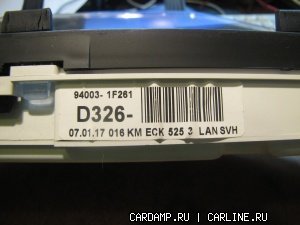 94003- 1F261
D326-
07.01.17 016 KM ECK 525 3 LAN SVH
CARDAMP.RU | CARLINE.RU